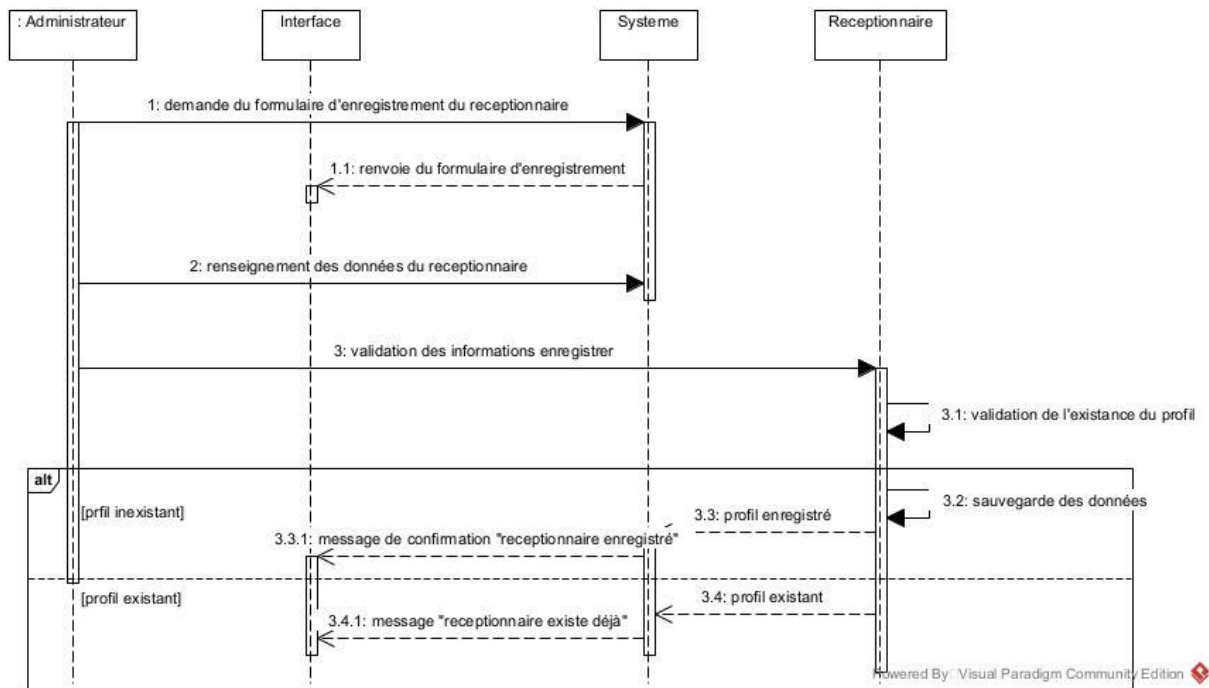 : Administrateur
Interface
Systeme
Receptionnaire
1: demande du formulaire d'enregistrement du receptionnaire
1.1: renvoie du formulaire d'enregistrement
2: renseignement des données du receptionnaire
3: validation des informations enregistrer
3.1: validation de l'existance du profil
alt
3.2: sauvegarde des données
[prfil inexistant]
3.3: profil enregistré
3.3.1: message de confirmation "receptionnaire enregistré"
[profil existant]
3.4: profil existant
3.4.1: message "receptionnaire existe déjà"
Powered By: Visual Paradigm Community Edition